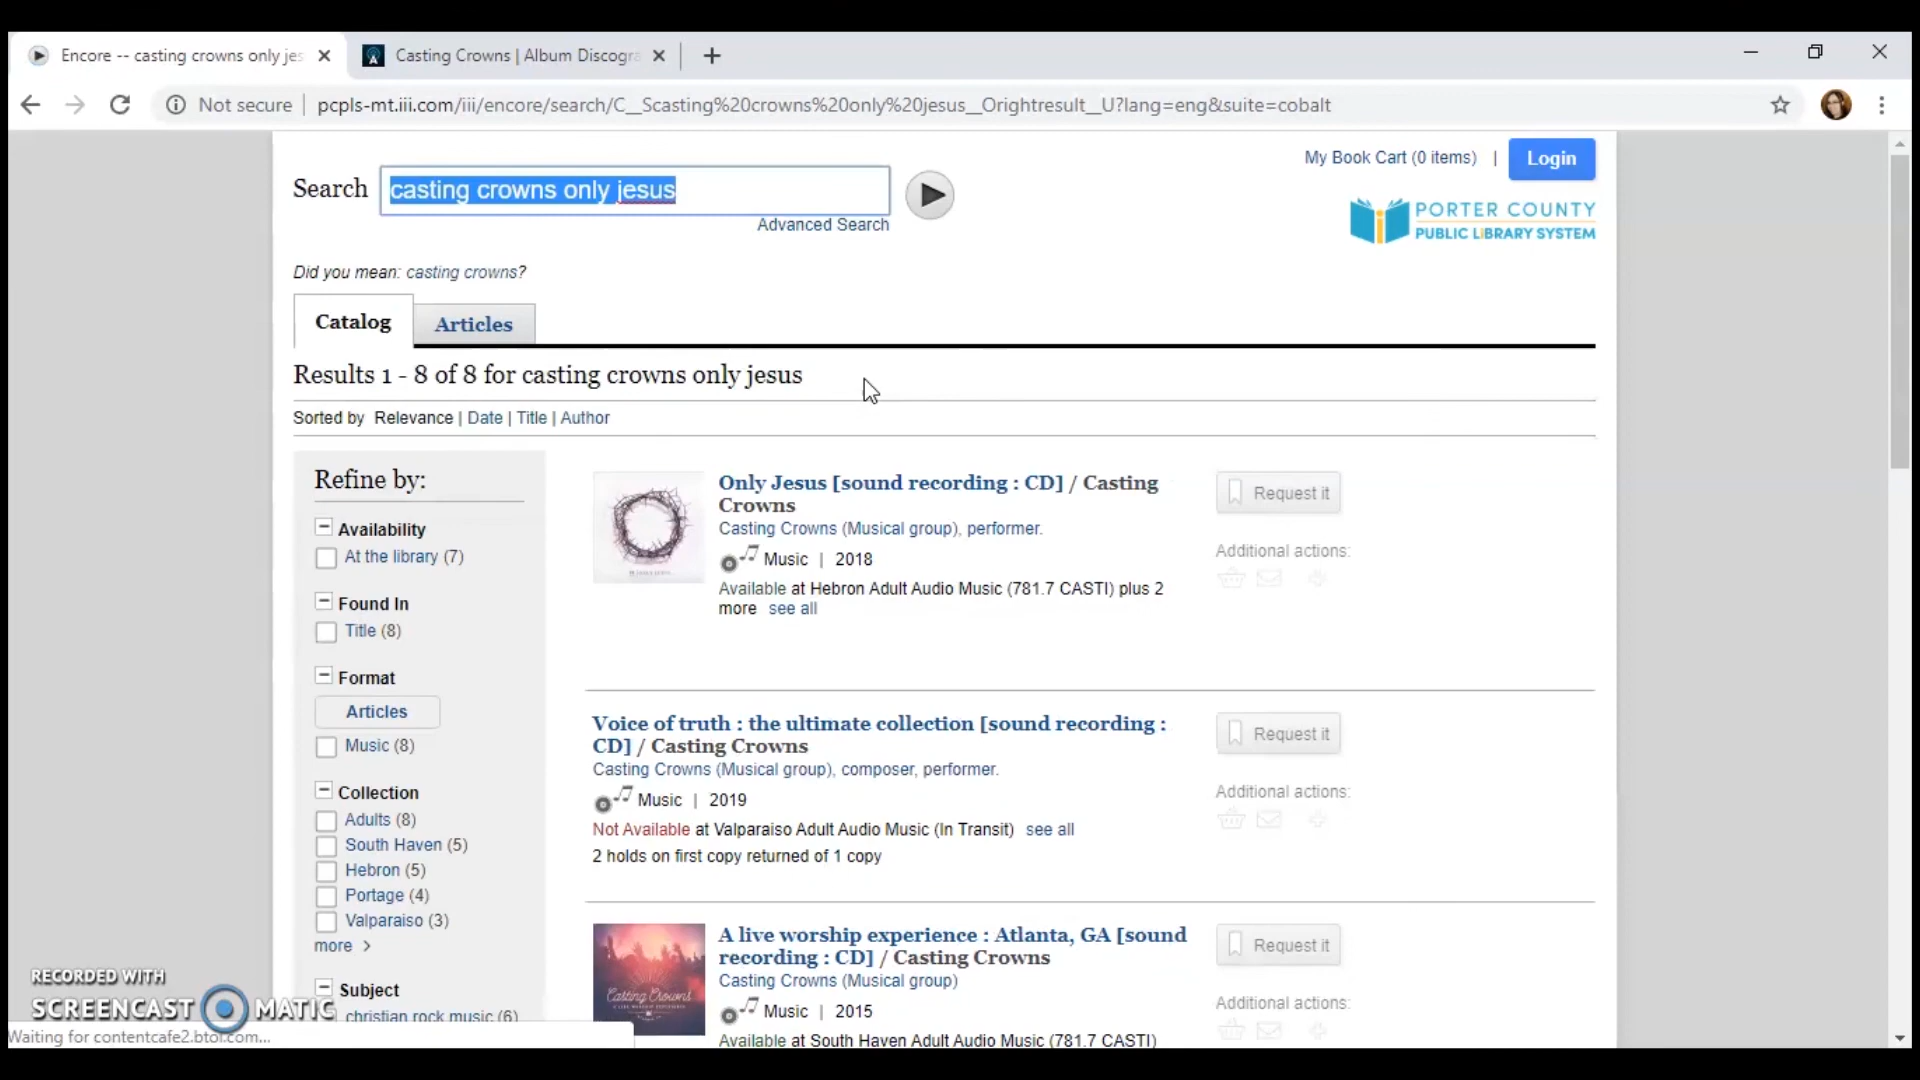 Encore -- casting crowns only jes
Casting Crowns | Album Discogra
Not secure
pcpls-mt.iii.com/iii/encore/search/C__Scasting%20crowns%20only%20jesus__Orightresult__U?lang=eng&suite=cobalt
My Book Cart (0 items) | Login
Search casting crowns only jesus
Advanced Search
PORTER COUNTY
PUBLIC LIBRARY SYSTEM
Did you mean: casting crowns?
Catalog Articles
Results 1 - 8 of 8 for casting crowns only jesus
Sorted by Relevance | Date | Title | Author
Refine by:
Availability
At the library (7)
Found In
Title (8)
Format
Articles
Music (8)
Collection
Adults (8)
South Haven (5)
Hebron (5)
Portage (4)
Valparaiso (3)
more >
Subject
christian rock music (6)
Only Jesus [sound recording : CD] / Casting
Crowns
Casting Crowns (Musical group), performer.
Music | 2018
Available at Hebron Adult Audio Music (781.7 CASTI) plus 2
more see all
Request it
Additional actions:
Voice of truth : the ultimate collection [sound recording :
CD] / Casting Crowns
Casting Crowns (Musical group), composer, performer.
Music | 2019
Not Available at Valparaiso Adult Audio Music (In Transit) see all
2 holds on first copy returned of 1 copy
Request it
Additional actions:
Casting Crowns
A live worship experience : Atlanta, GA [sound
recording : CD] / Casting Crowns
Casting Crowns (Musical group)
Music | 2015
Available at South Haven Adult Audio Music (781.7 CASTI)
Request it
Additional actions:
RECORDED WITH
SCREENCAST MATIC
Waiting for contentcafe2.btol.com...